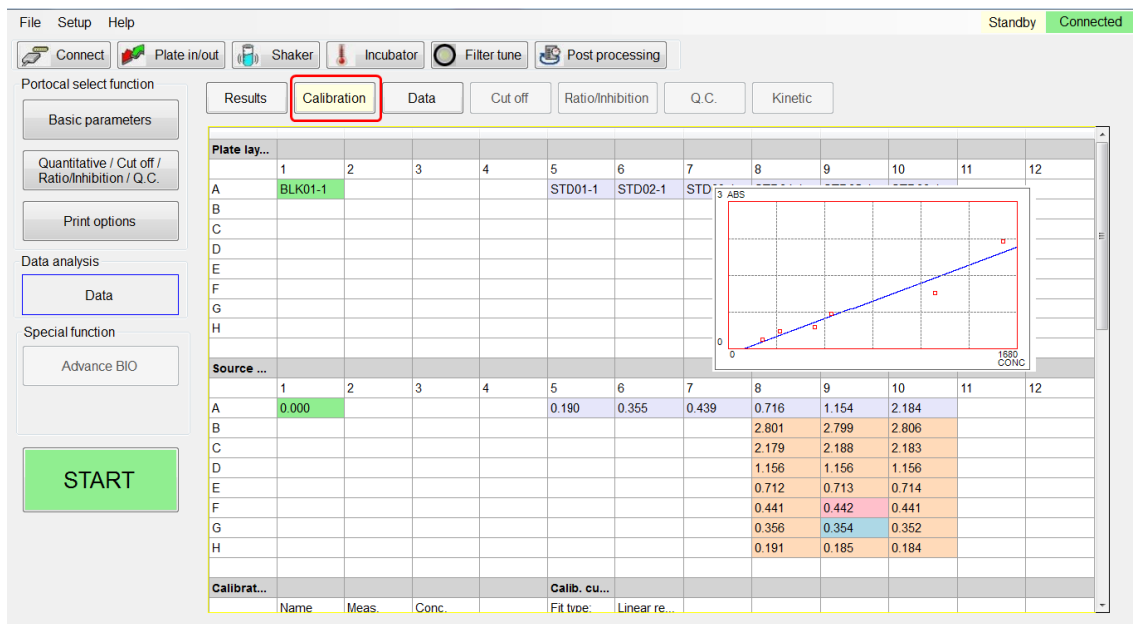 File Setup Help Standby Connected
Connect Plate in/out Shaker Incubator Filter tune Post processing
Portocal select function
Basic parameters
Quantitative / Cut off /
Ratio/Inhibition / Q.C.
Print options
Data analysis
Data
Special function
Advance BIO
START
Results Calibration Data Cut off Ratio/Inhibition Q.C. Kinetic
Plate lay...
1 2 3 4 5 6 7 8 9 10 11 12
A BLK01-1 STD01-1 STD02-1
B
C
D
E
F
G
H
3 ABS
0
0 1680
CONC
Source ...
1 2 3 4 5 6 7 8 9 10 11 12
A 0.000 0.190 0.355 0.439 0.716 1.154 2.184
B 2.801 2.799 2.806
C 2.179 2.188 2.183
D 1.156 1.156 1.156
E 0.712 0.713 0.714
F 0.441 0.442 0.441
G 0.356 0.354 0.352
H 0.191 0.185 0.184
Calibrat... Calib. cu...
Name Meas. Conc. Fit type: Linear re...